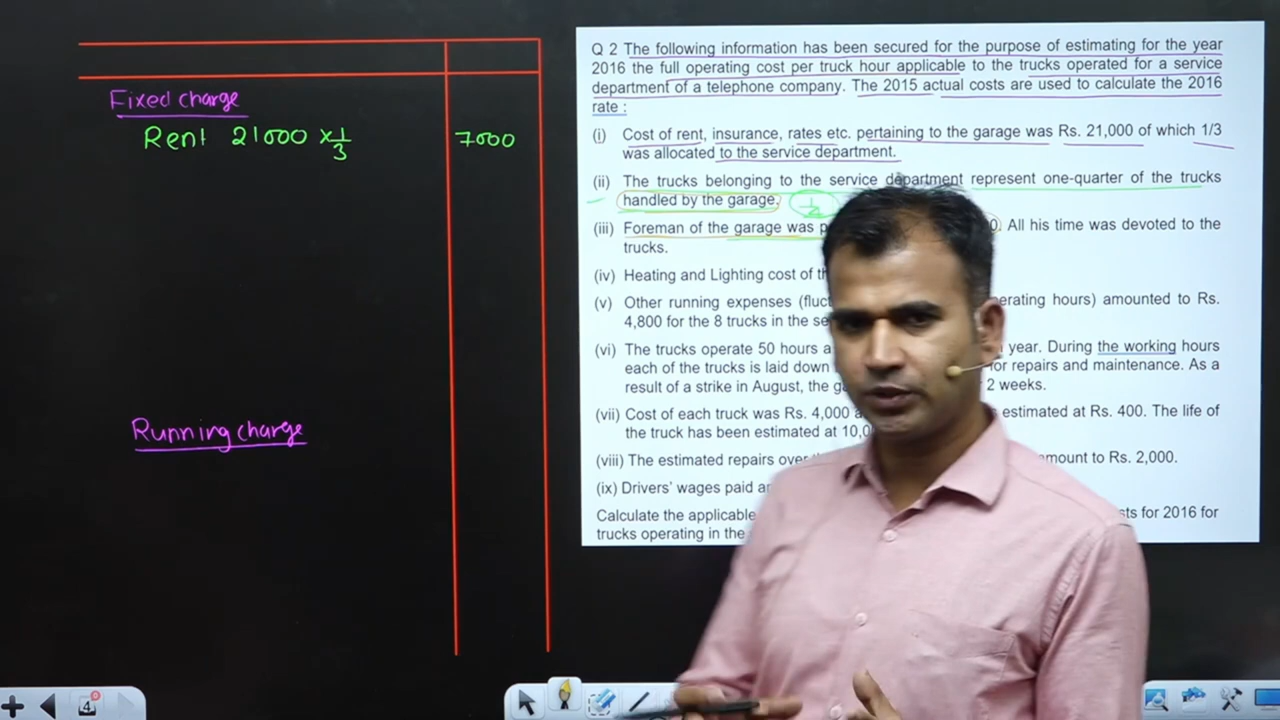 Fixed charge
Rent 21000 × 1/3 7000
Running charge
Q 2 The following information has been secured for the purpose of estimating for the year
2016 the full operating cost per truck hour applicable to the trucks operated for a service
department of a telephone company. The 2015 actual costs are used to calculate the 2016
rate :
(i) Cost of rent, insurance, rates etc. pertaining to the garage was Rs. 21,000 of which 1/3
was allocated to the service department.
(ii) The trucks belonging to the service department represent one-quarter of the trucks
handled by the garage.
(iii) Foreman of the garage was 0. All his time was devoted to the
trucks.
(iv) Heating and Lighting cost of
(v) Other running expenses erating hours) amounted to Rs.
4,800 for the 8 trucks in the
(vi) The trucks operate 50 hours a year. During the working hours
each of the trucks is laid down for repairs and maintenance. As a
result of a strike in August, the 2 weeks.
(vii) Cost of each truck was Rs. 4,000 estimated at Rs. 400. The life of
the truck has been estimated at 10,0
(viii) The estimated repairs over mount to Rs. 2,000.
(ix) Drivers' wages paid
Calculate the applicable sts for 2016 for
trucks operating in the
4